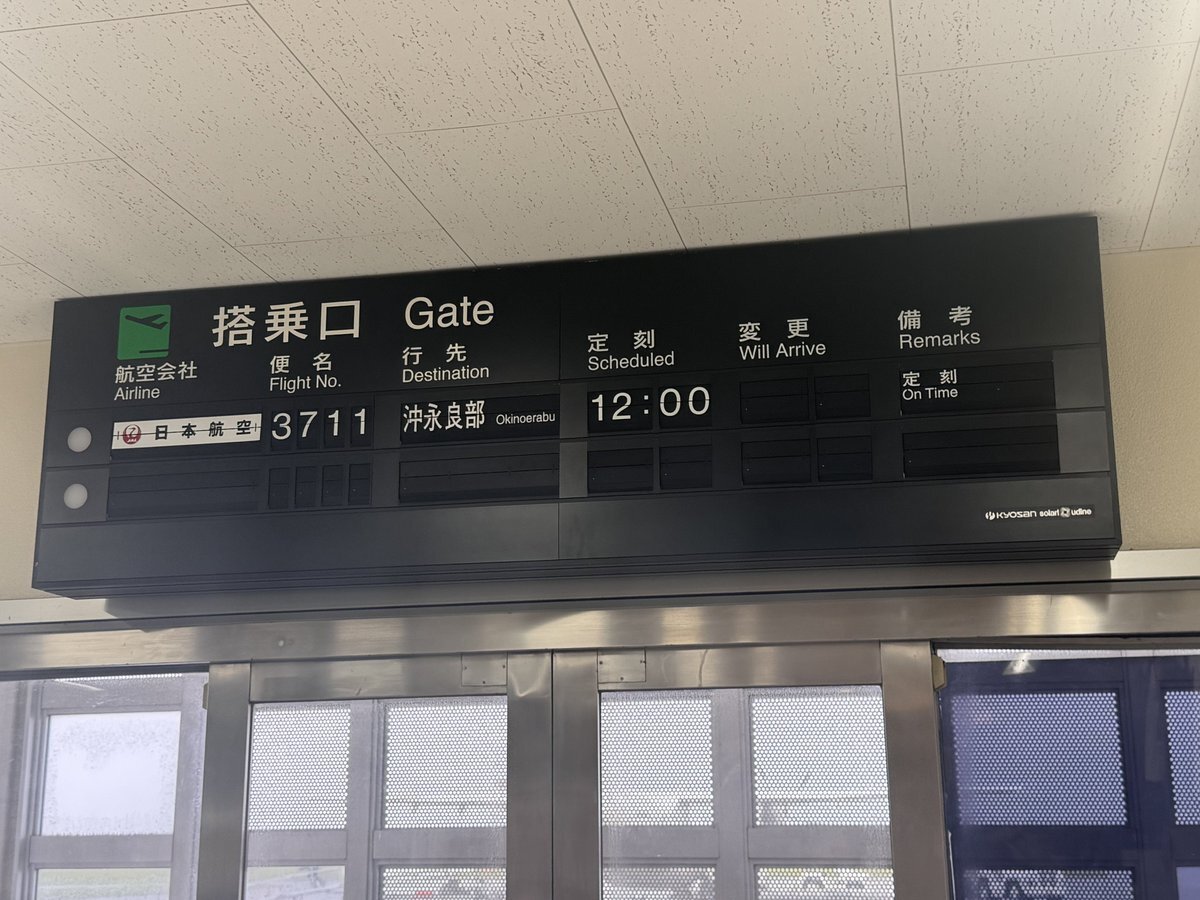 搭乗口 Gate
航空会社 便名 行先 定刻 変更 備考
Airline Flight No. Destination Scheduled Will Arrive Remarks
日本航空 3711 沖永良部 Okinoerabu 12:00 定刻
On Time
KYOSAN solari udine